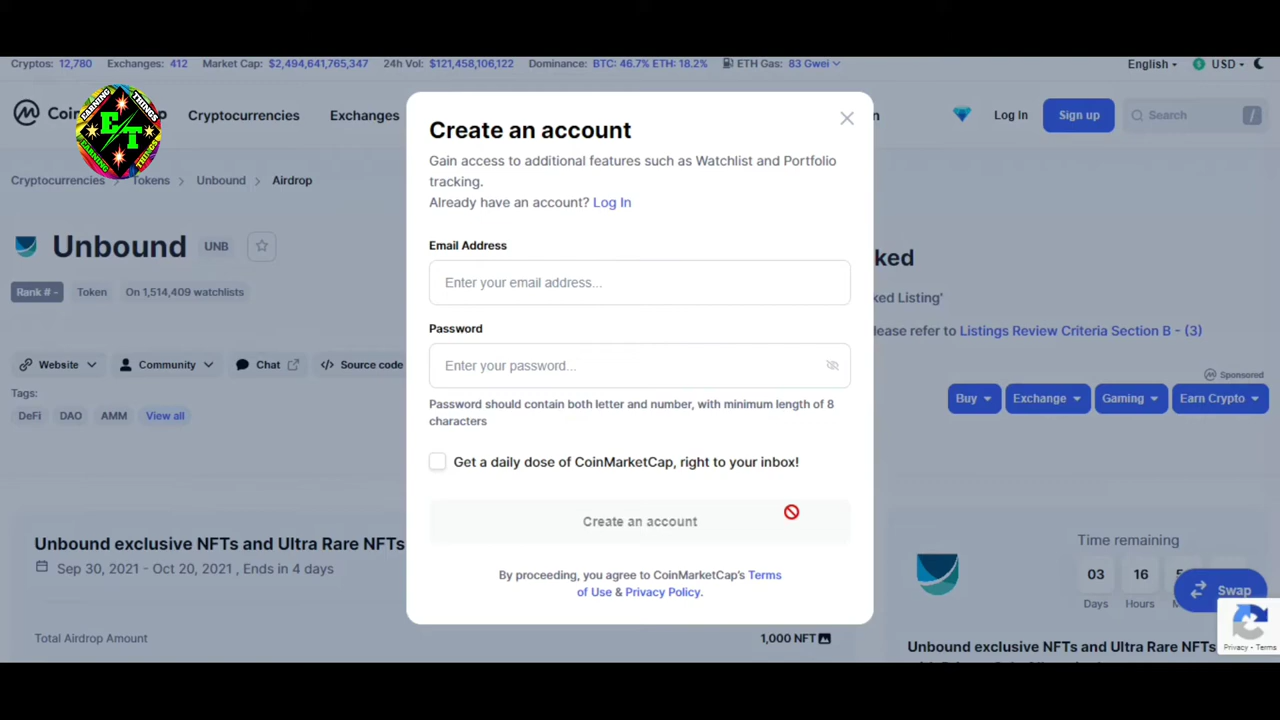 Cryptos: 12,780 Exchanges: 412 Market Cap: $2,494,641,765,347 24h Vol: $121,458,106,122 Dominance: BTC: 46.7% ETH: 18.2% ETH Gas: 83 Gwei English USD
Cryptocurrencies Exchanges Log In Sign up Search /
EARNING THINGS
ET
EARNING THINGS
Cryptocurrencies Tokens Unbound Airdrop
Unbound UNB
Rank # - Token On 1,514,409 watchlists
Website Community Chat Source code
Tags:
DeFi DAO AMM View all
Create an account
Gain access to additional features such as Watchlist and Portfolio
tracking.
Already have an account? Log In
Email Address
Enter your email address...
Password
Enter your password...
Password should contain both letter and number, with minimum length of 8
characters
Get a daily dose of CoinMarketCap, right to your inbox!
Create an account
By proceeding, you agree to CoinMarketCap's Terms
of Use & Privacy Policy.
ked
ked Listing'
lease refer to Listings Review Criteria Section B - (3)
Sponsored
Buy Exchange Gaming Earn Crypto
Unbound exclusive NFTs and Ultra Rare NFTs
Sep 30, 2021 - Oct 20, 2021 , Ends in 4 days
Total Airdrop Amount 1,000 NFT
Time remaining
03 16
Days Hours
Swap
Privacy - Terms
Unbound exclusive NFTs and Ultra Rare NFTs